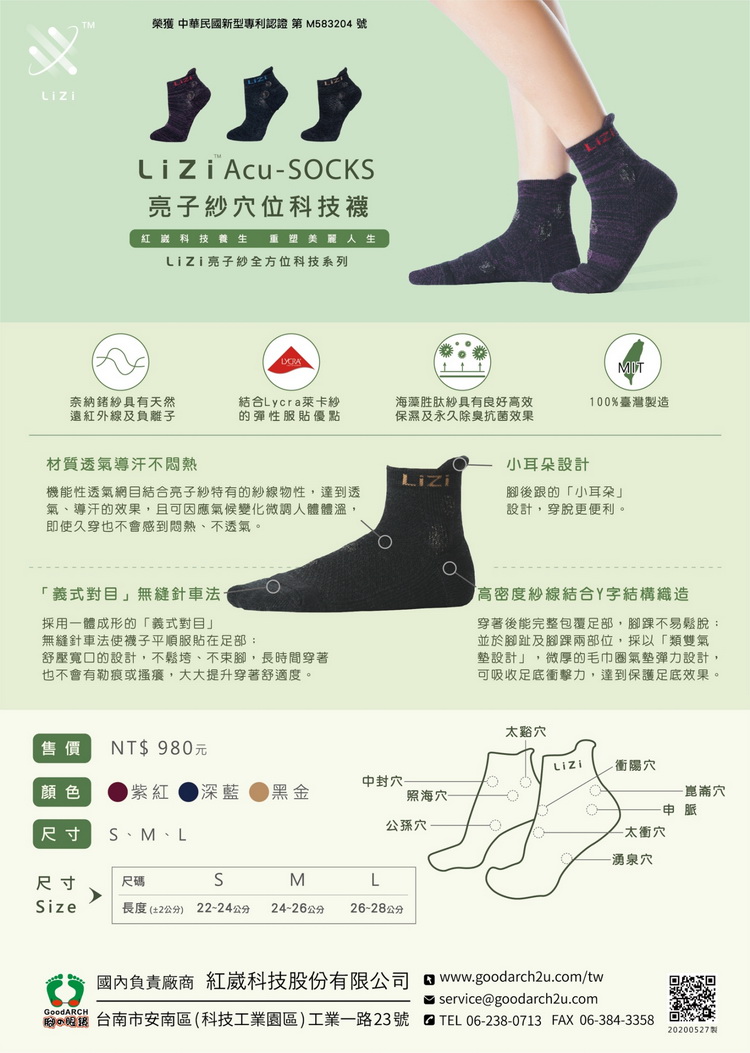 榮獲 中華民國新型專利認證 第 M583204 號
TM
LiZi
LiZi™ Acu-SOCKS
亮子紗穴位科技襪
紅崴科技養生 重塑美麗人生
LiZi亮子紗全方位科技系列
LYCRA
MIT
奈納鍺紗具有天然
遠紅外線及負離子
結合Lycra萊卡紗
的彈性服貼優點
海藻胜肽紗具有良好高效
保濕及永久除臭抗菌效果
100%臺灣製造
材質透氣導汗不悶熱
機能性透氣網目結合亮子紗特有的紗線物性，達到透
氣、導汗的效果，且可因應氣候變化微調人體體溫，
即使久穿也不會感到悶熱、不透氣。
LiZi
小耳朵設計
腳後跟的「小耳朵」
設計，穿脫更便利。
「義式對目」無縫針車法
採用一體成形的「義式對目」
無縫針車法使襪子平順服貼在足部；
舒壓寬口的設計，不鬆垮、不束腳，長時間穿著
也不會有勒痕或搔癢，大大提升穿著舒適度。
高密度紗線結合Y字結構織造
穿著後能完整包覆足部，腳踝不易鬆脫；
並於腳趾及腳踝兩部位，採以「類雙氣
墊設計」，微厚的毛巾圈氣墊彈力設計，
可吸收足底衝擊力，達到保護足底效果。
售價 NT$ 980元
顏色 紫紅 深藍 黑金
尺寸 S、M、L
尺寸
Size
尺碼 S M L
長度(±2公分) 22~24公分 24~26公分 26~28公分
太谿穴
LiZi
衝陽穴
中封穴
照海穴
崑崙穴
申脈
公孫穴
太衝穴
湧泉穴
GoodARCH
腳の眼鏡
國內負責廠商 紅崴科技股份有限公司
台南市安南區(科技工業園區)工業一路23號
www.goodarch2u.com/tw
service@goodarch2u.com
TEL 06-238-0713 FAX 06-384-3358
20200527製